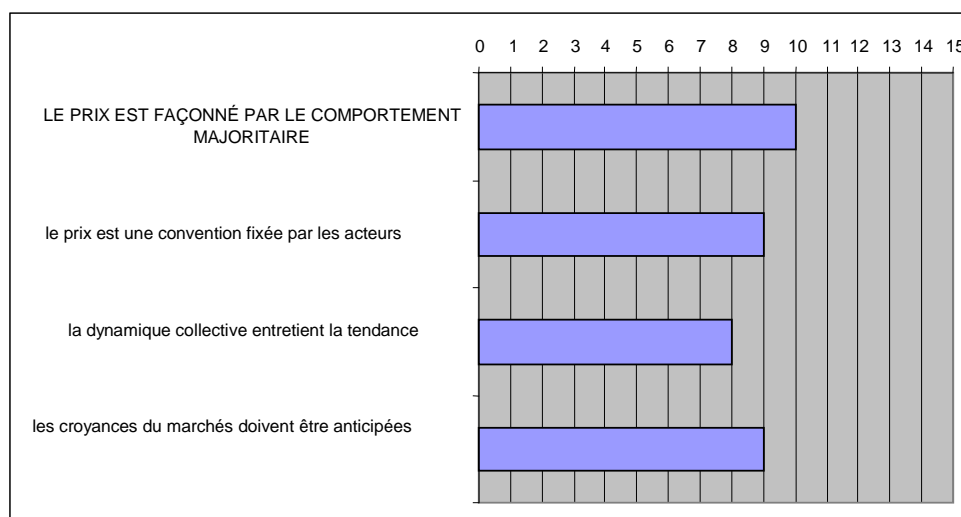 0 1 2 3 4 5 6 7 8 9 10 11 12 13 14 15
LE PRIX EST FAÇONNÉ PAR LE COMPORTEMENT
MAJORITAIRE
le prix est une convention fixée par les acteurs
la dynamique collective entretient la tendance
les croyances du marchés doivent être anticipées